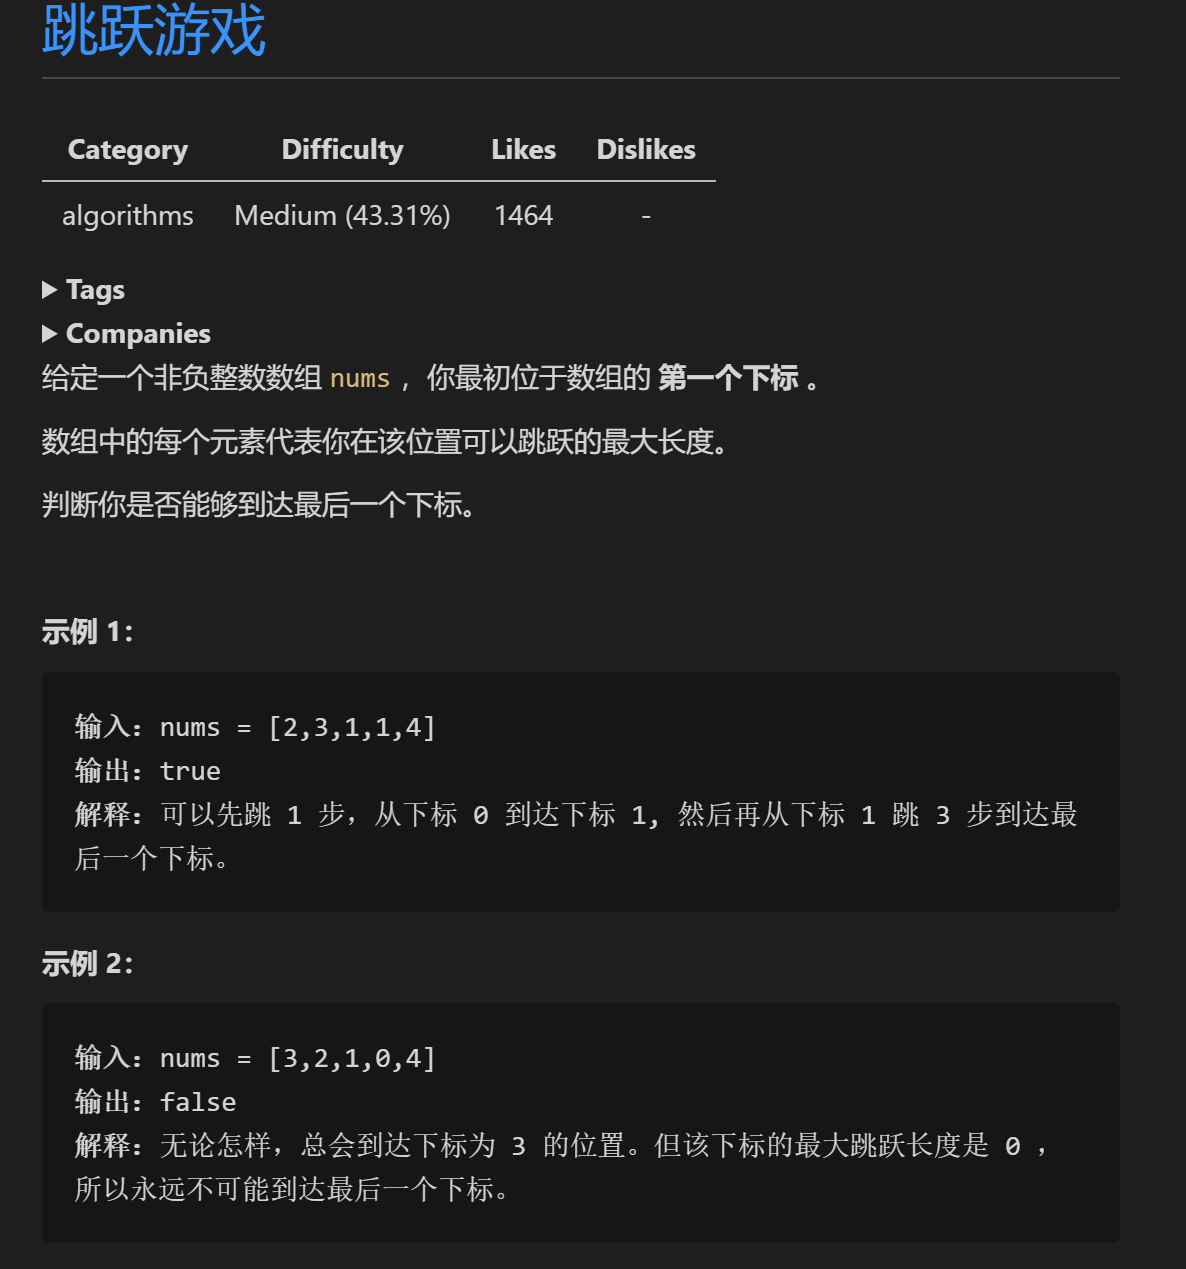 跳跃游戏
Category Difficulty Likes Dislikes
algorithms Medium (43.31%) 1464 -
▶ Tags
▶ Companies
给定一个非负整数数组 nums ，你最初位于数组的 第一个下标 。
数组中的每个元素代表你在该位置可以跳跃的最大长度。
判断你是否能够到达最后一个下标。
示例 1：
输入：nums = [2,3,1,1,4]
输出：true
解释：可以先跳 1 步，从下标 0 到达下标 1, 然后再从下标 1 跳 3 步到达最
后一个下标。
示例 2：
输入：nums = [3,2,1,0,4]
输出：false
解释：无论怎样，总会到达下标为 3 的位置。但该下标的最大跳跃长度是 0 ，
所以永远不可能到达最后一个下标。